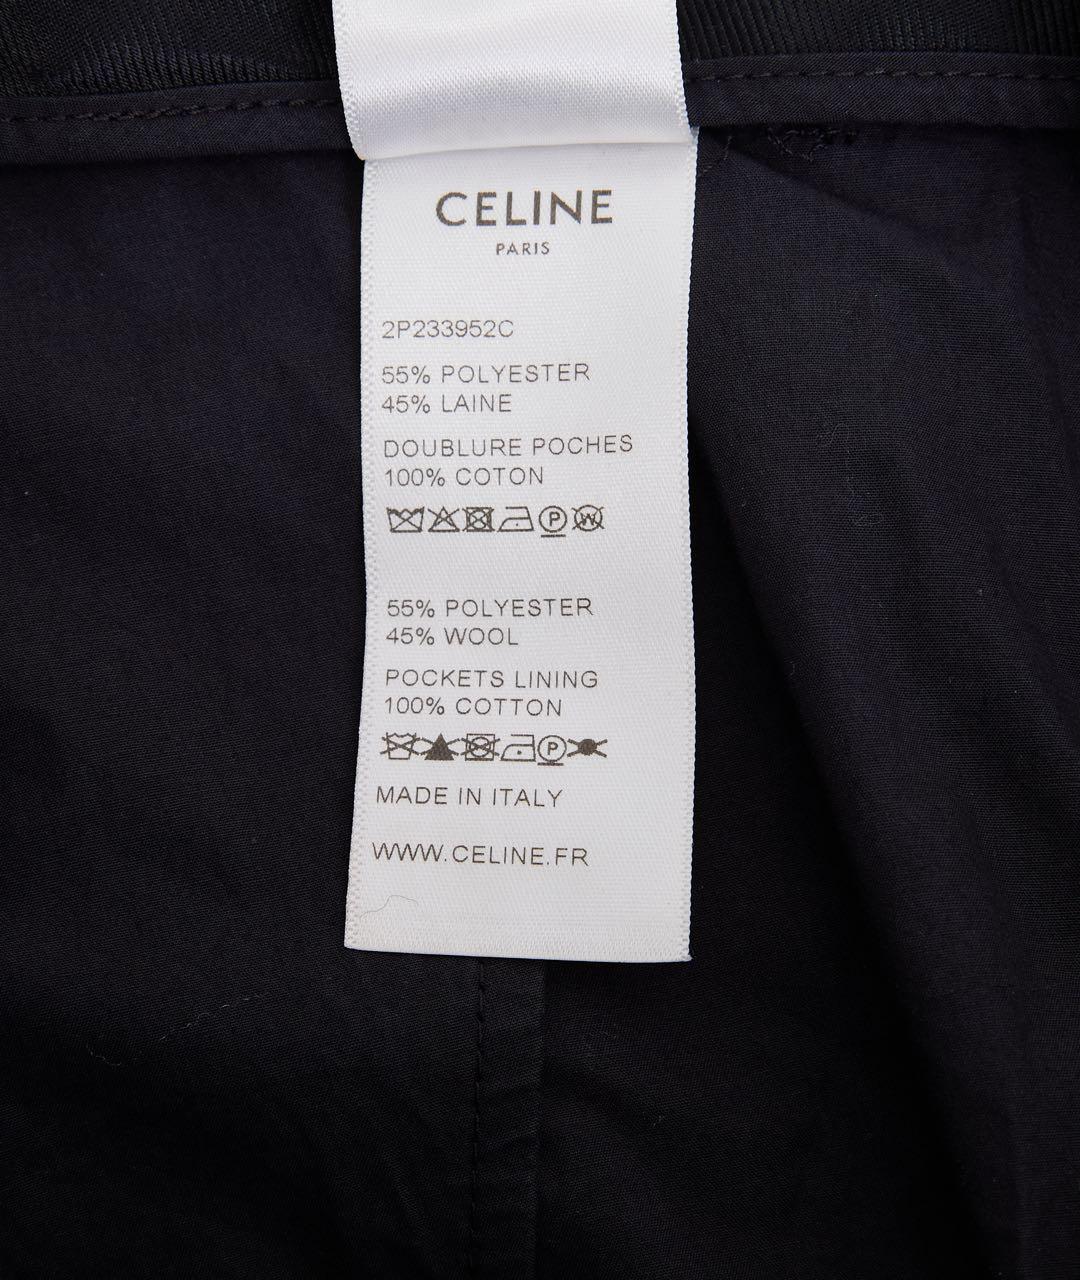 CELINE
PARIS
2P233952C
55% POLYESTER
45% LAINE
DOUBLURE POCHES
100% COTON
P W
55% POLYESTER
45% WOOL
POCKETS LINING
100% COTTON
P
MADE IN ITALY
WWW.CELINE.FR